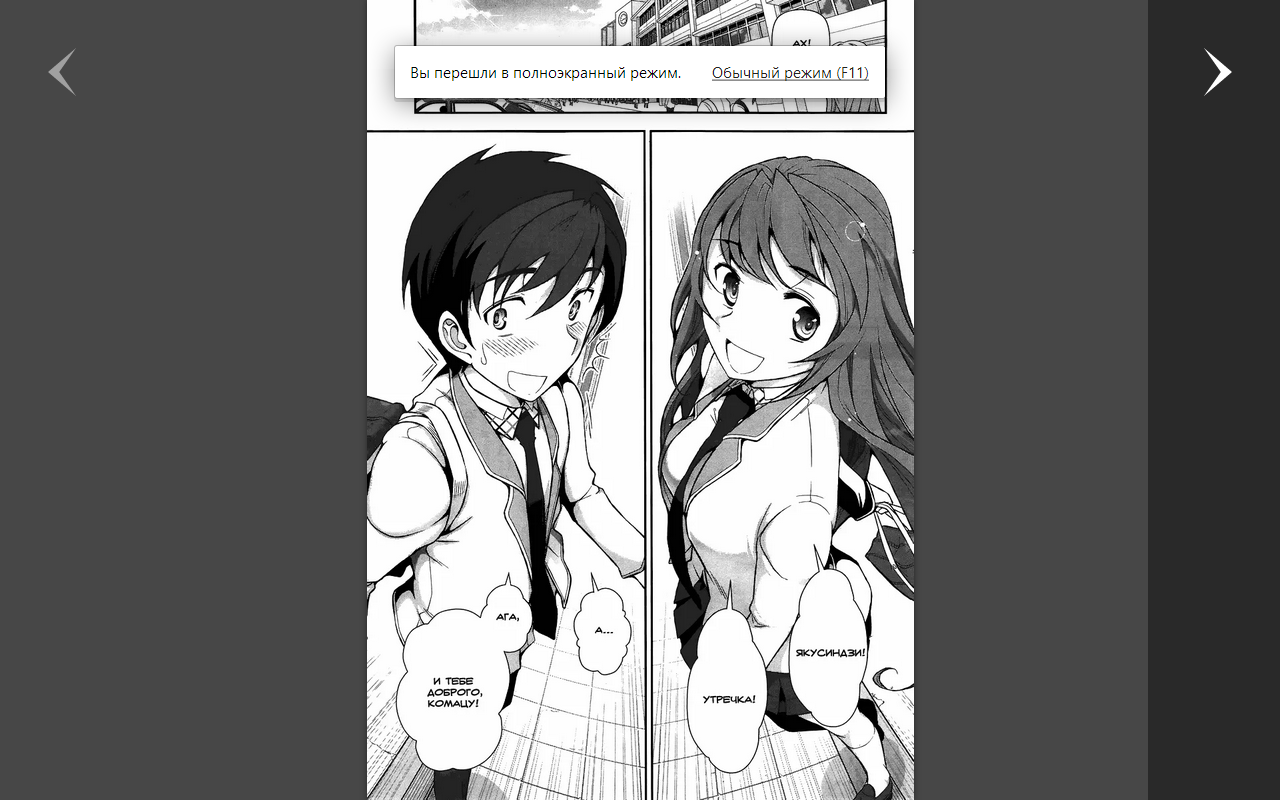 АХ!
Вы перешли в полноэкранный режим. Обычный режим (F11)
ЯКУСИНДЗИ!
УТРЕЧКА!
А...
АГА,
И ТЕБЕ
ДОБРОГО,
КОМАЦУ!